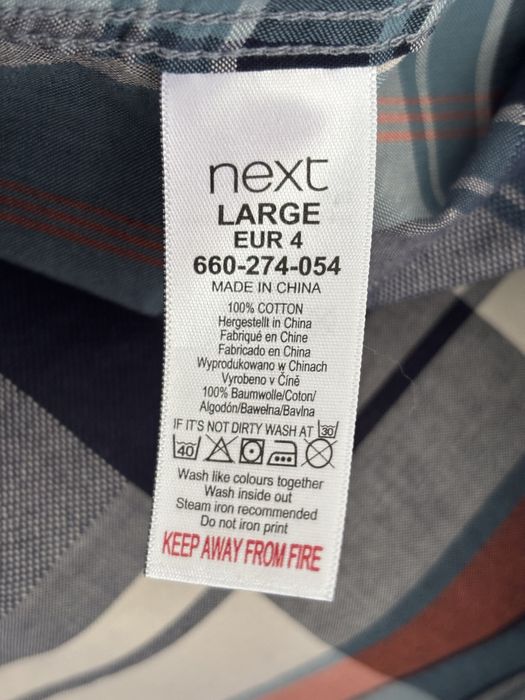 next
LARGE
EUR 4
660-274-054
MADE IN CHINA
100% COTTON
Hergestellt in China
Fabriqué en Chine
Fabricado en China
Wyprodukowano w Chinach
Vyrobeno v Číně
100% Baumwolle/Coton/
Algodón/Bawełna/Bavlna
IF IT'S NOT DIRTY WASH AT 30
40
Wash like colours together
Wash inside out
Steam iron recommended
Do not iron print
KEEP AWAY FROM FIRE